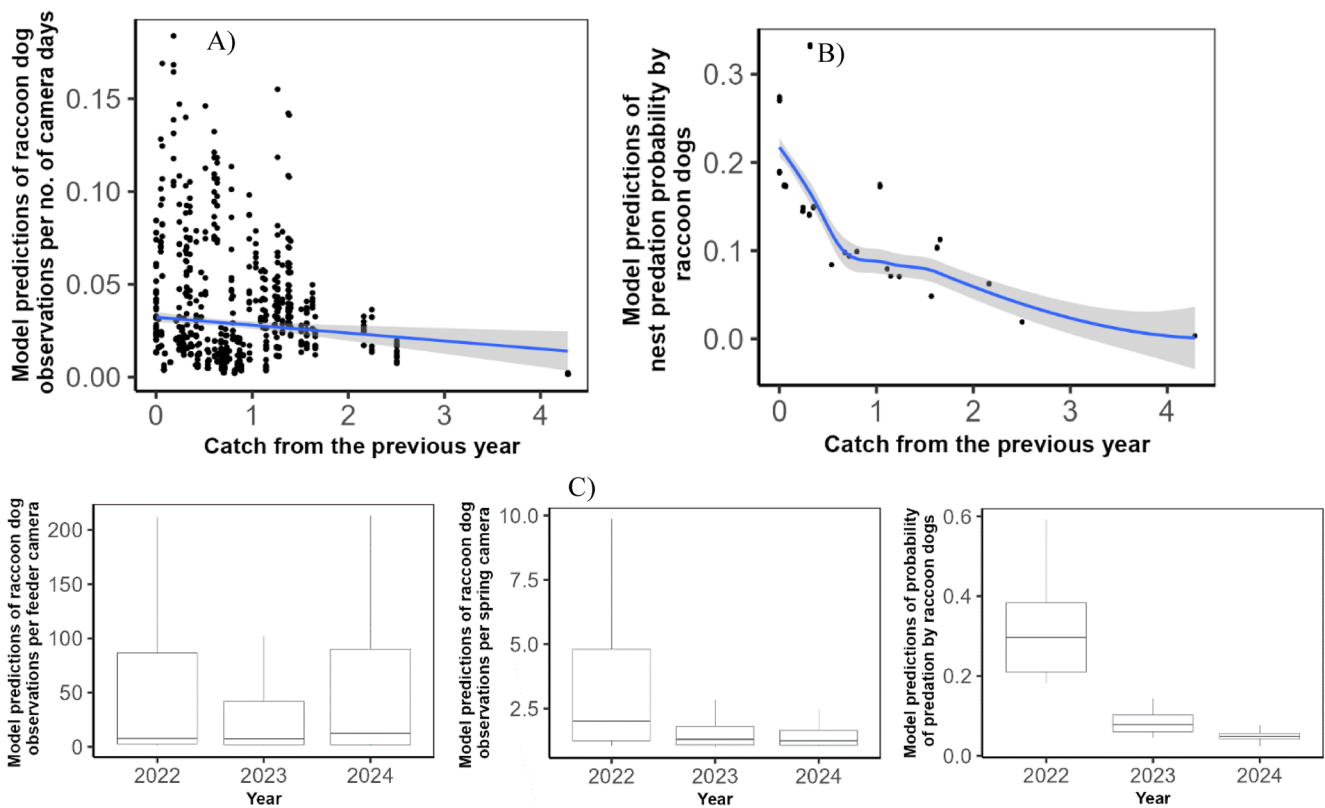 A)
Model predictions of raccoon dog
observations per no. of camera days
0.15
0.10
0.05
0.00
0 1 2 3 4
Catch from the previous year
B)
Model predictions of
nest predation probability by
raccoon dogs
0.3
0.2
0.1
0.0
0 1 2 3 4
Catch from the previous year
C)
Model predictions of raccoon dog
observations per feeder camera
200
150
100
50
0
2022 2023 2024
Year
Model predictions of raccoon dog
observations per spring camera
10.0
7.5
5.0
2.5
2022 2023 2024
Year
Model predictions of probability
of predation by raccoon dogs
0.6
0.4
0.2
0.0
2022 2023 2024
Year